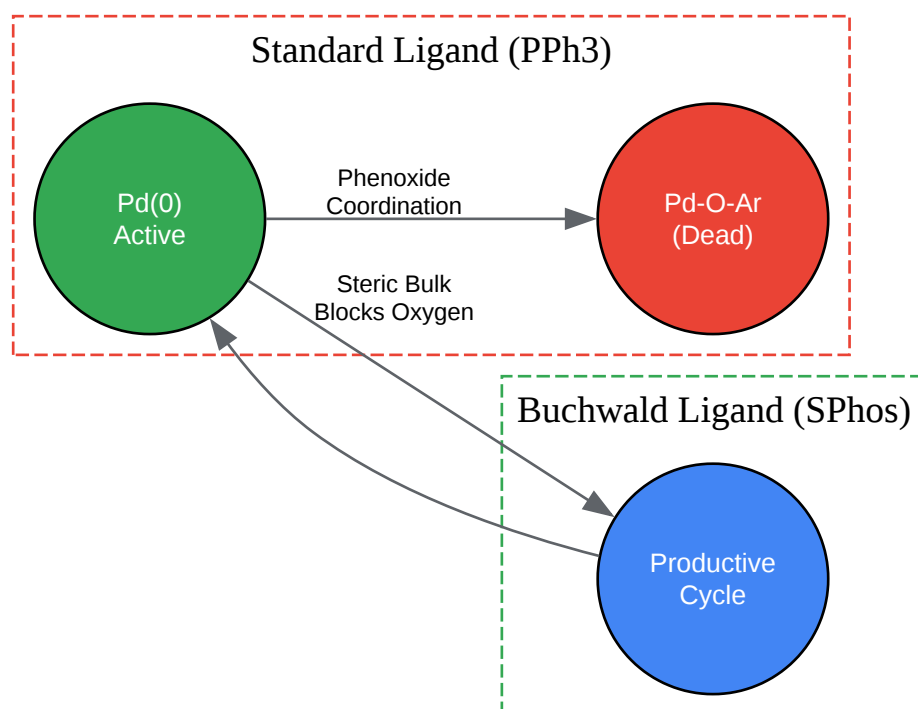 Standard Ligand (PPh3)
Pd(0)
Active
Phenoxide
Coordination
Pd-O-Ar
(Dead)
Steric Bulk
Blocks Oxygen
Buchwald Ligand (SPhos)
Productive
Cycle